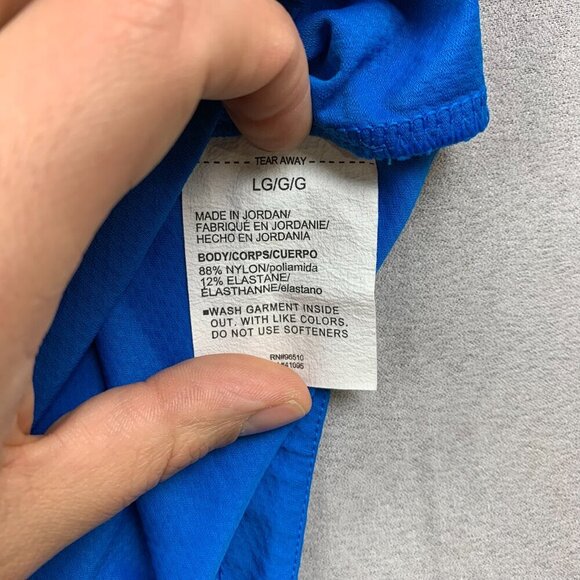 TEAR AWAY
LG/G/G
MADE IN JORDAN/
FABRIQUÉ EN JORDANIE/
HECHO EN JORDANIA
BODY/CORPS/CUERPO
88% NYLON/poliamida
12% ELASTANE/
ÉLASTHANNE/elastano
■WASH GARMENT INSIDE
OUT. WITH LIKE COLORS.
DO NOT USE SOFTENERS
RN#96510